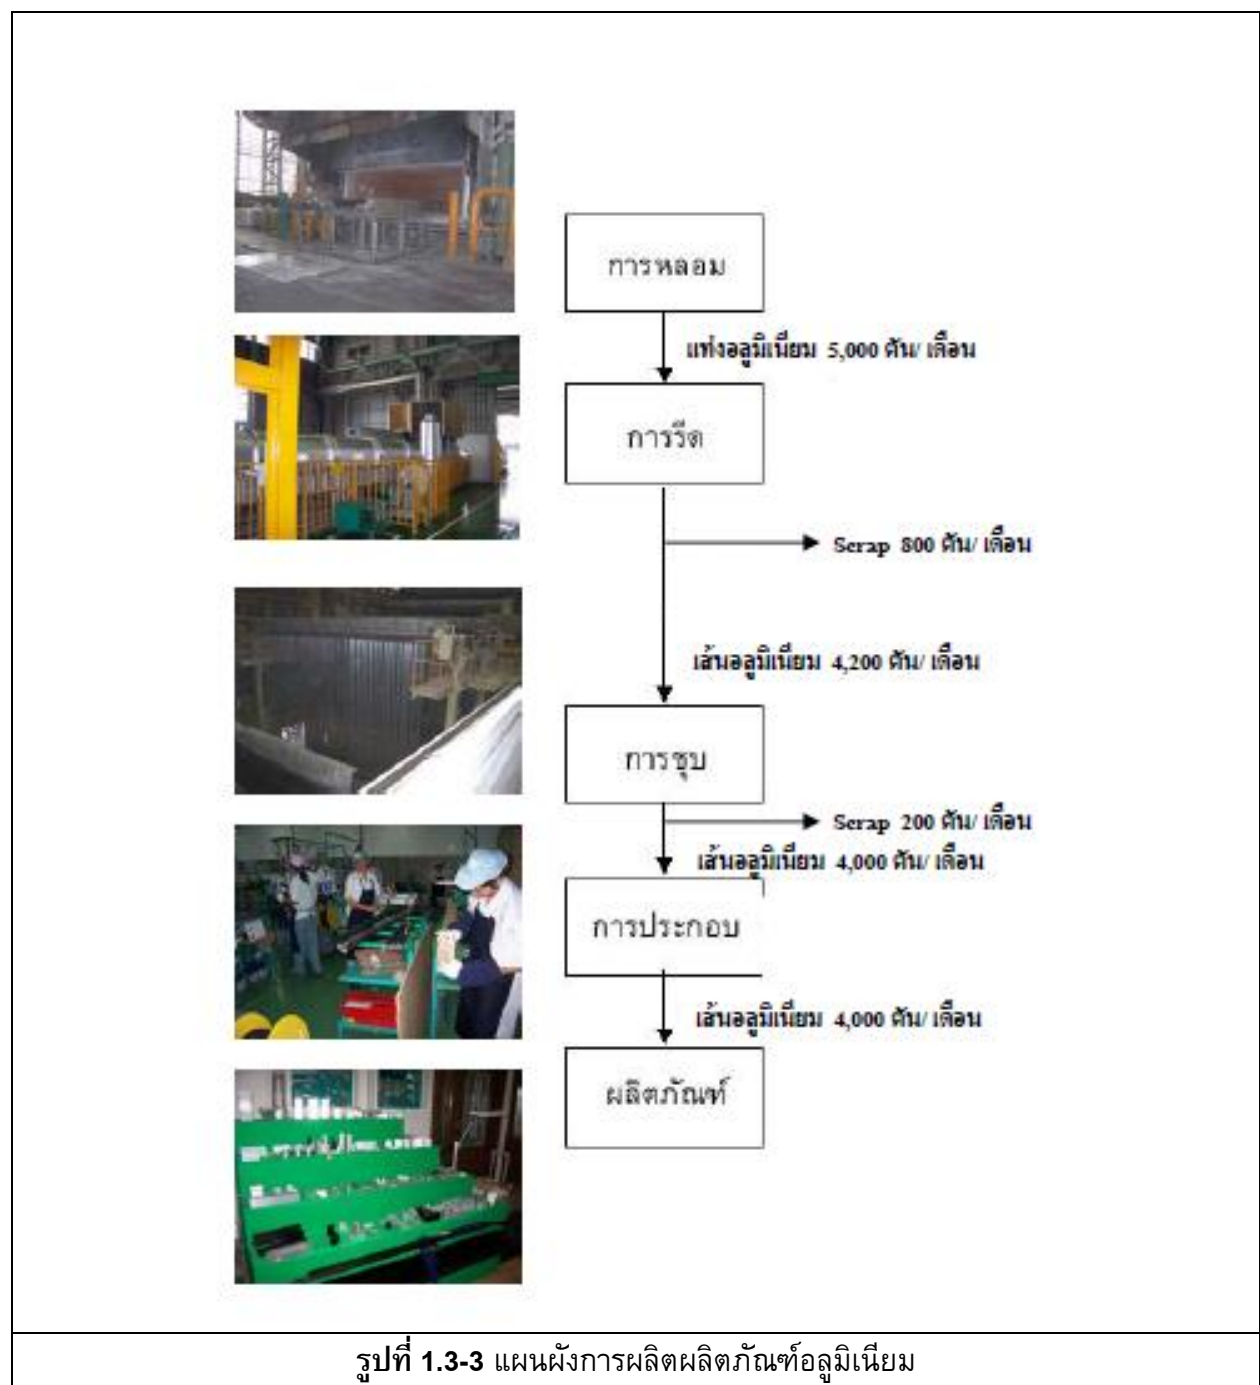 การหลอม
แท่งอลูมิเนียม 5,000 ตัน/ เดือน
การรีด
Scrap 800 ตัน/ เดือน
เส้นอลูมิเนียม 4,200 ตัน/ เดือน
การชุบ
Scrap 200 ตัน/ เดือน
เส้นอลูมิเนียม 4,000 ตัน/ เดือน
การประกอบ
เส้นอลูมิเนียม 4,000 ตัน/ เดือน
ผลิตภัณฑ์
รูปที่ 1.3-3 แผนผังการผลิตผลิตภัณฑ์อลูมิเนียม